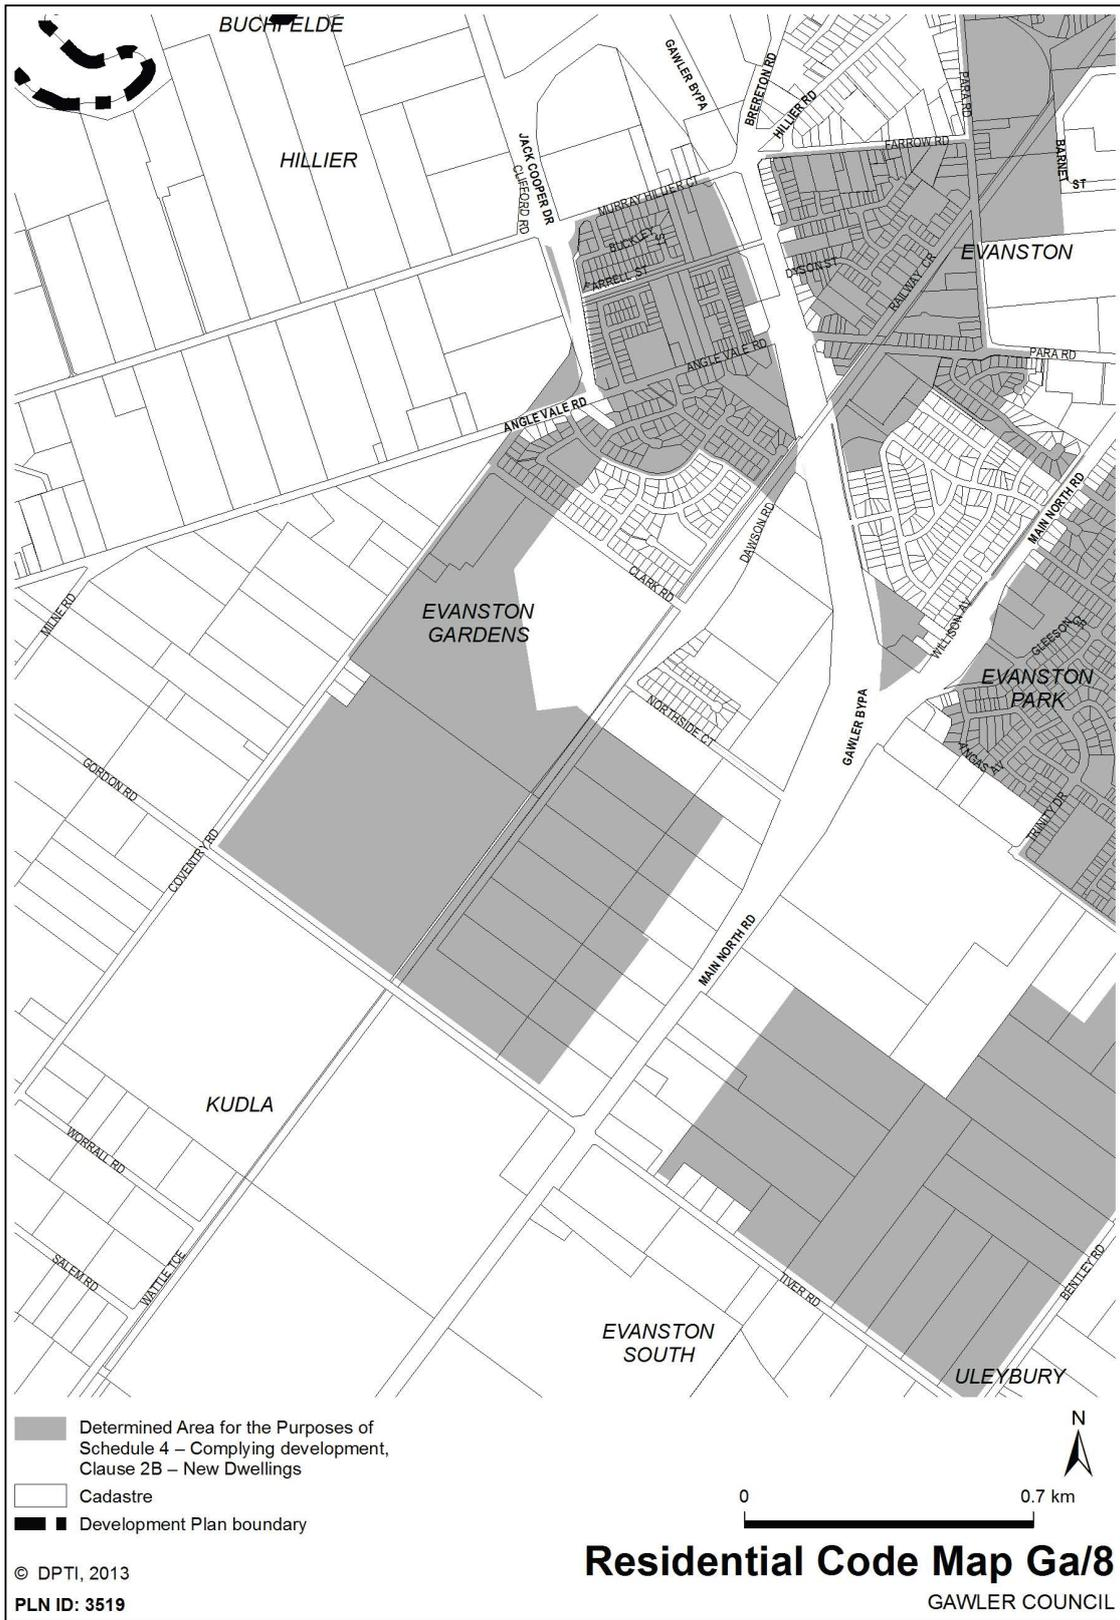 BUCHFELDE
GAWLER BYPA
BRERETON RD
HILLIER RD
PARA RD
FARROW RD
BARNET
ST
HILLIER
JACK COOPER DR
CLIFFORD RD
MURRAY HILDER CT
BUCKLEY
ST
FARRELL ST
DYSON ST
RAILWAY CR
EVANSTON
ANGLE VALE RD
PARA RD
ANGLE VALE RD
MAIN NORTH RD
DAWSON RD
CLARK RD
MILNE RD
EVANSTON
GARDENS
WILLISON AV
GLEESON
EVANSTON
PARK
NORTHSIDE CT
GAWLER BYPA
ANGAS AV
GORDON RD
TRINITY DR
COVENTRY RD
MAIN NORTH RD
KUDLA
WORRALL RD
SALEM RD
WATTLE TCE
TIVER RD
BENTLEY RD
EVANSTON
SOUTH
ULEYBURY
Determined Area for the Purposes of
Schedule 4 – Complying development,
Clause 2B – New Dwellings
Cadastre
Development Plan boundary
N
0 0.7 km
© DPTI, 2013
PLN ID: 3519
Residential Code Map Ga/8
GAWLER COUNCIL